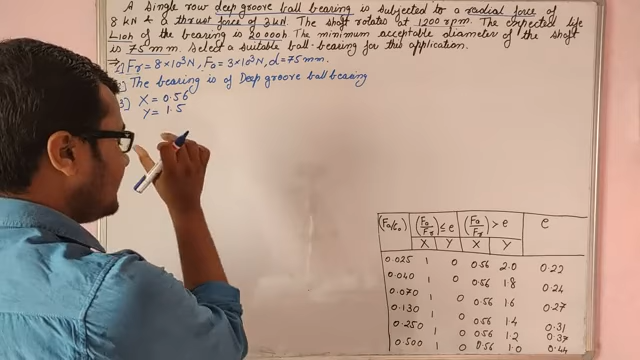 A Single row deep groove ball bearing is subjected to a radial force of
8 kN & a thrust force of 3 kN. The shaft rotates at 1200 rpm. The expected life
L10h of the bearing is 20 000 h The minimum acceptable diameter of the shaft
is 75 mm. Select a suitable ball bearing for this application.
⇒ 1) Fr = 8×10³N, Fa = 3×10³N, d = 75 mm.
The bearing is of Deep groove ball bearing
3) X = 0.56
Y = 1.5
(Fa/C0) (Fa/Fr) ≤ e (Fa/Fr) > e e
X Y X Y
0.025 1 0 0.56 2.0 0.22
0.040 1 0 0.56 1.8 0.24
0.070 1 0 0.56 1.6 0.27
0.130 1 0 0.56 1.4 0.31
0.250 1 0 0.56 1.2 0.37
0.500 1 0 0.56 1.0 0.44